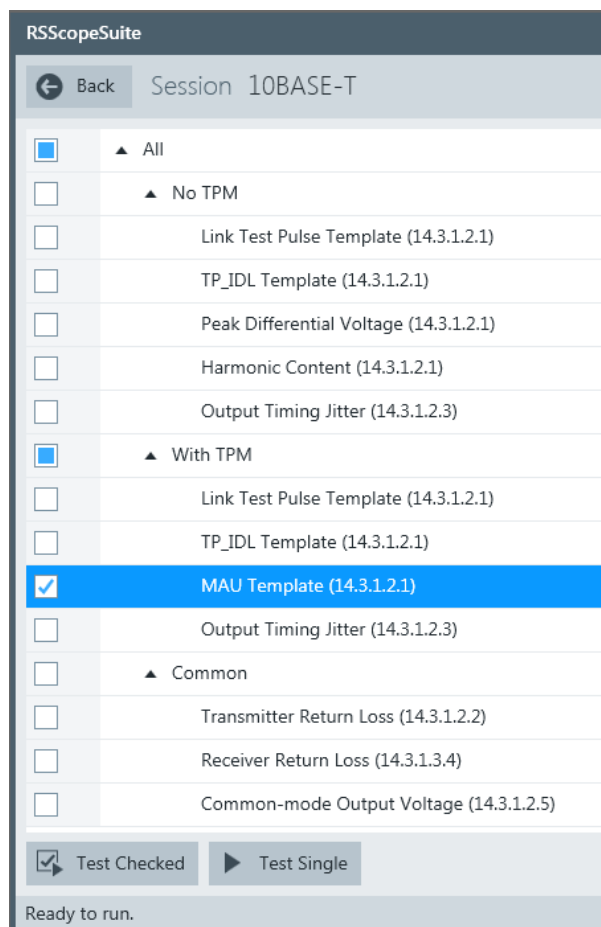 RSScopeSuite
Back Session 10BASE-T
All
No TPM
Link Test Pulse Template (14.3.1.2.1)
TP_IDL Template (14.3.1.2.1)
Peak Differential Voltage (14.3.1.2.1)
Harmonic Content (14.3.1.2.1)
Output Timing Jitter (14.3.1.2.3)
With TPM
Link Test Pulse Template (14.3.1.2.1)
TP_IDL Template (14.3.1.2.1)
MAU Template (14.3.1.2.1)
Output Timing Jitter (14.3.1.2.3)
Common
Transmitter Return Loss (14.3.1.2.2)
Receiver Return Loss (14.3.1.3.4)
Common-mode Output Voltage (14.3.1.2.5)
Test Checked Test Single
Ready to run.